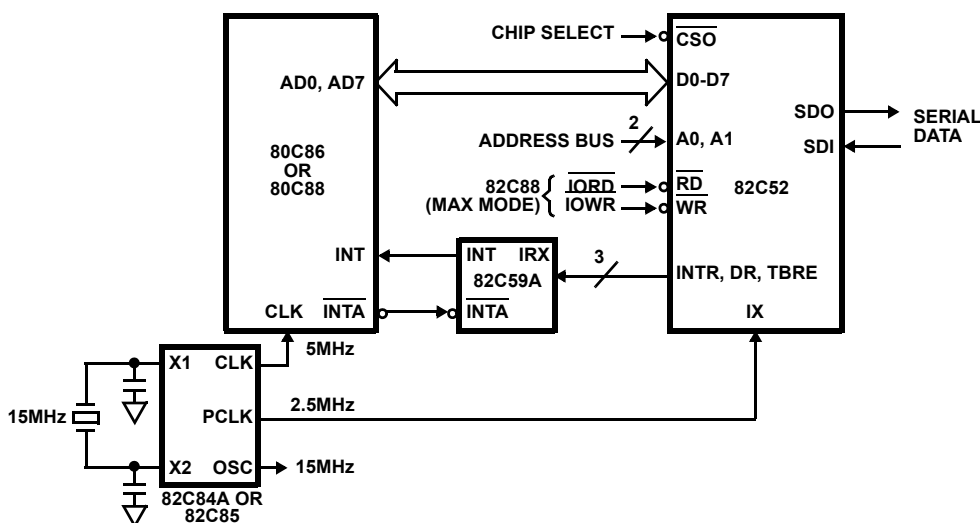 CHIP SELECT
CSO
AD0, AD7
D0-D7
SDO
SERIAL
DATA
SDI
2
ADDRESS BUS
A0, A1
80C86
OR
80C88
82C88
(MAX MODE)
IORD
IOWR
RD
WR
82C52
INT
INT
IRX
82C59A
3
INTR, DR, TBRE
CLK
INTA
INTA
IX
5MHz
X1
CLK
15MHz
PCLK
2.5MHz
X2
OSC
15MHz
82C84A OR
82C85